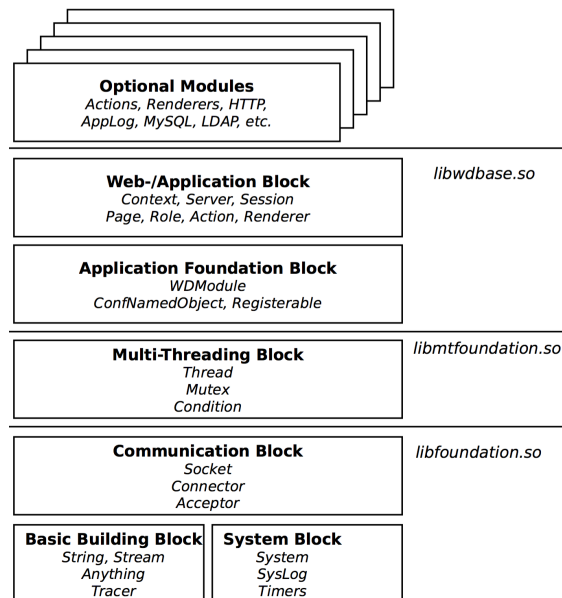 Optional Modules
Actions, Renderers, HTTP,
AppLog, MySQL, LDAP, etc.
Web-/Application Block
Context, Server, Session
Page, Role, Action, Renderer
libwdbase.so
Application Foundation Block
WDModule
ConfNamedObject, Registerable
Multi-Threading Block
Thread
Mutex
Condition
libmtfoundation.so
Communication Block
Socket
Connector
Acceptor
libfoundation.so
Basic Building Block
String, Stream
Anything
Tracer
System Block
System
SysLog
Timers